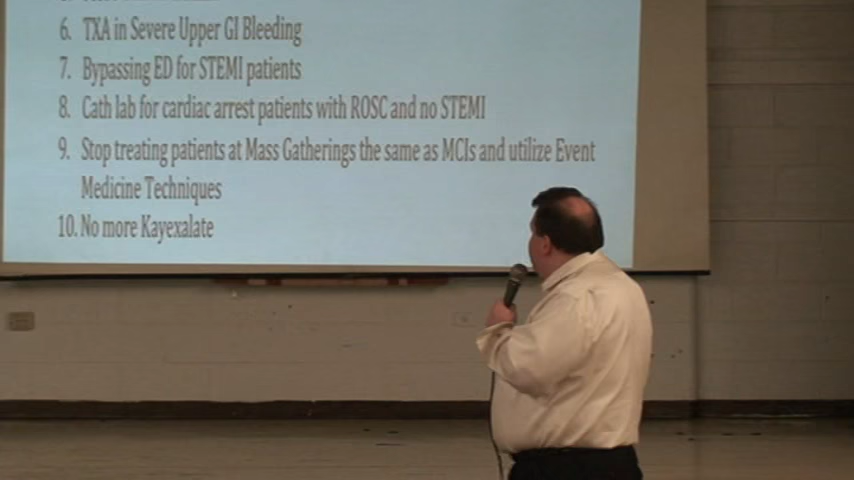 6. TXA in Severe Upper GI Bleeding
7. Bypassing ED for STEMI patients
8. Cath lab for cardiac arrest patients with ROSC and no STEMI
9. Stop treating patients at Mass Gatherings the same as MCIs and utilize Event
Medicine Techniques
10. No more Kayexalate